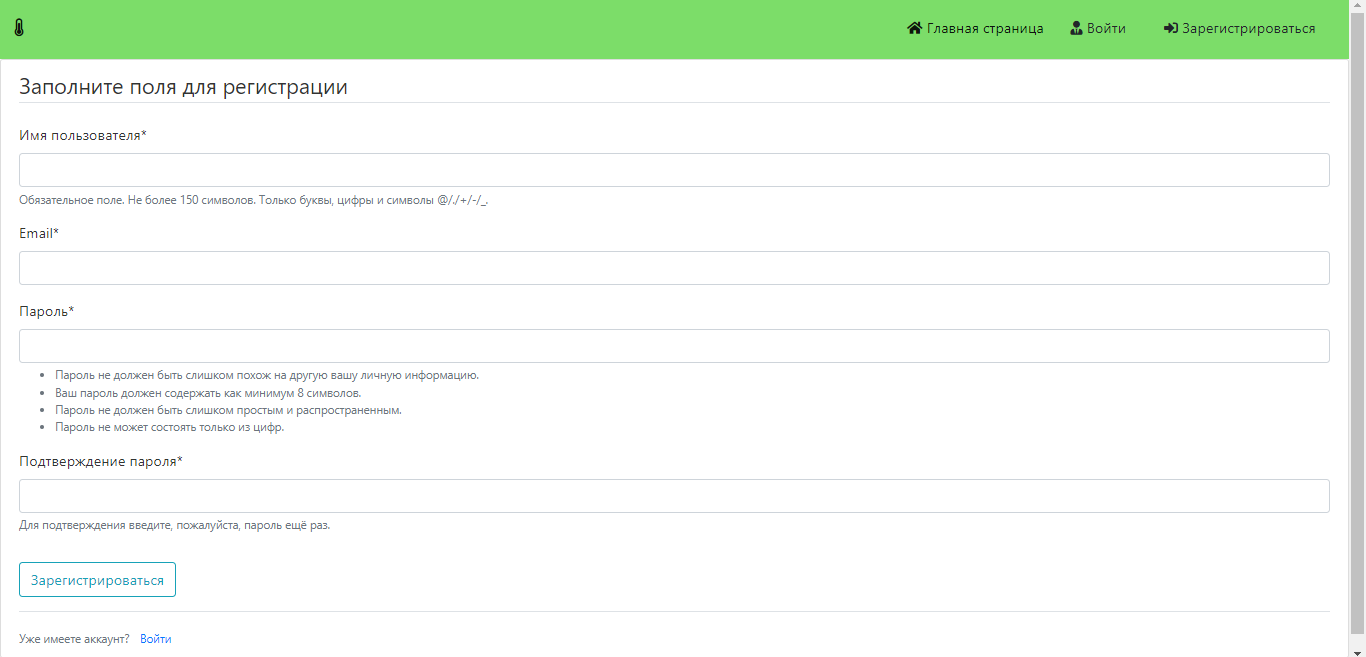 Главная страница Войти Зарегистрироваться
Заполните поля для регистрации
Имя пользователя*
Обязательное поле. Не более 150 символов. Только буквы, цифры и символы @/./+/-/_.
Email*
Пароль*
Пароль не должен быть слишком похож на другую вашу личную информацию.
Ваш пароль должен содержать как минимум 8 символов.
Пароль не должен быть слишком простым и распространенным.
Пароль не может состоять только из цифр.
Подтверждение пароля*
Для подтверждения введите, пожалуйста, пароль ещё раз.
Зарегистрироваться
Уже имеете аккаунт? Войти